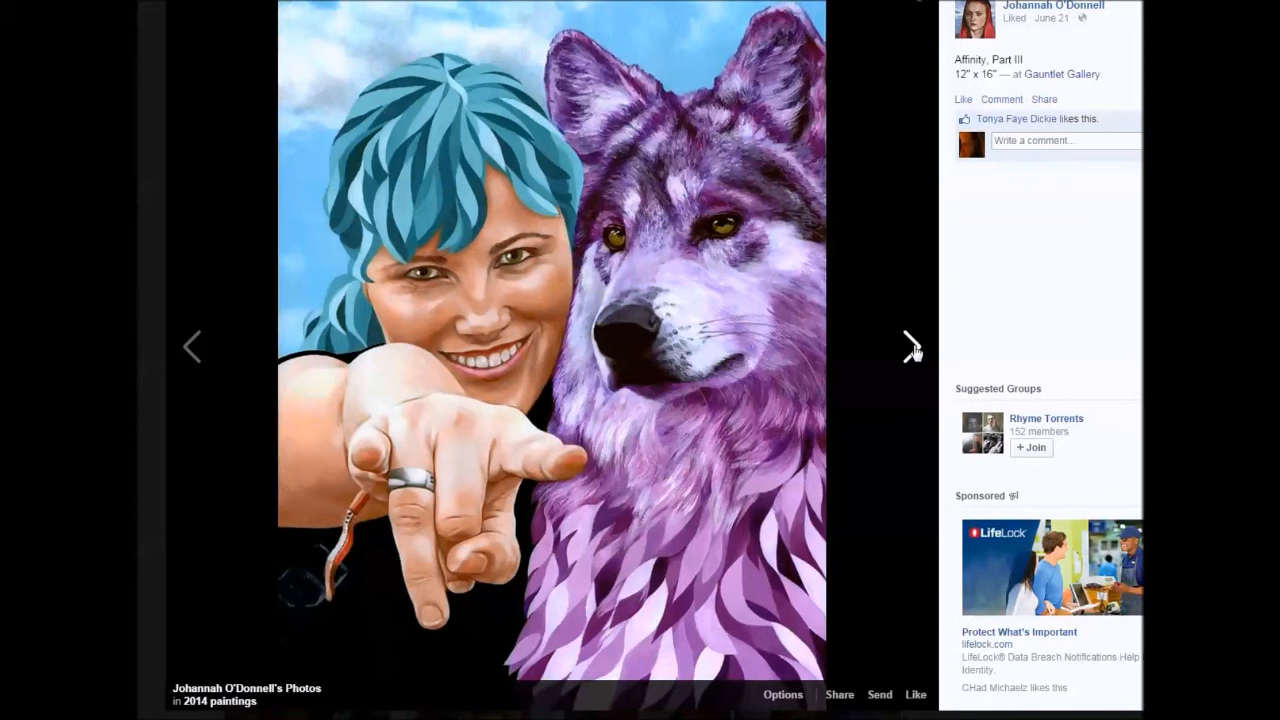 Johannah O'Donnell
Liked · June 21 ·
Affinity, Part III
12" x 16" — at Gauntlet Gallery.
Like · Comment · Share
Tonya Faye Dickie likes this.
Write a comment...
Suggested Groups
Rhyme Torrents
152 members
+ Join
Sponsored
LifeLock
Protect What's Important
lifelock.com
LifeLock® Data Breach Notifications Help
Identity.
CHad Michaelz likes this
Johannah O'Donnell's Photos
in 2014 paintings
Options
Share
Send
Like